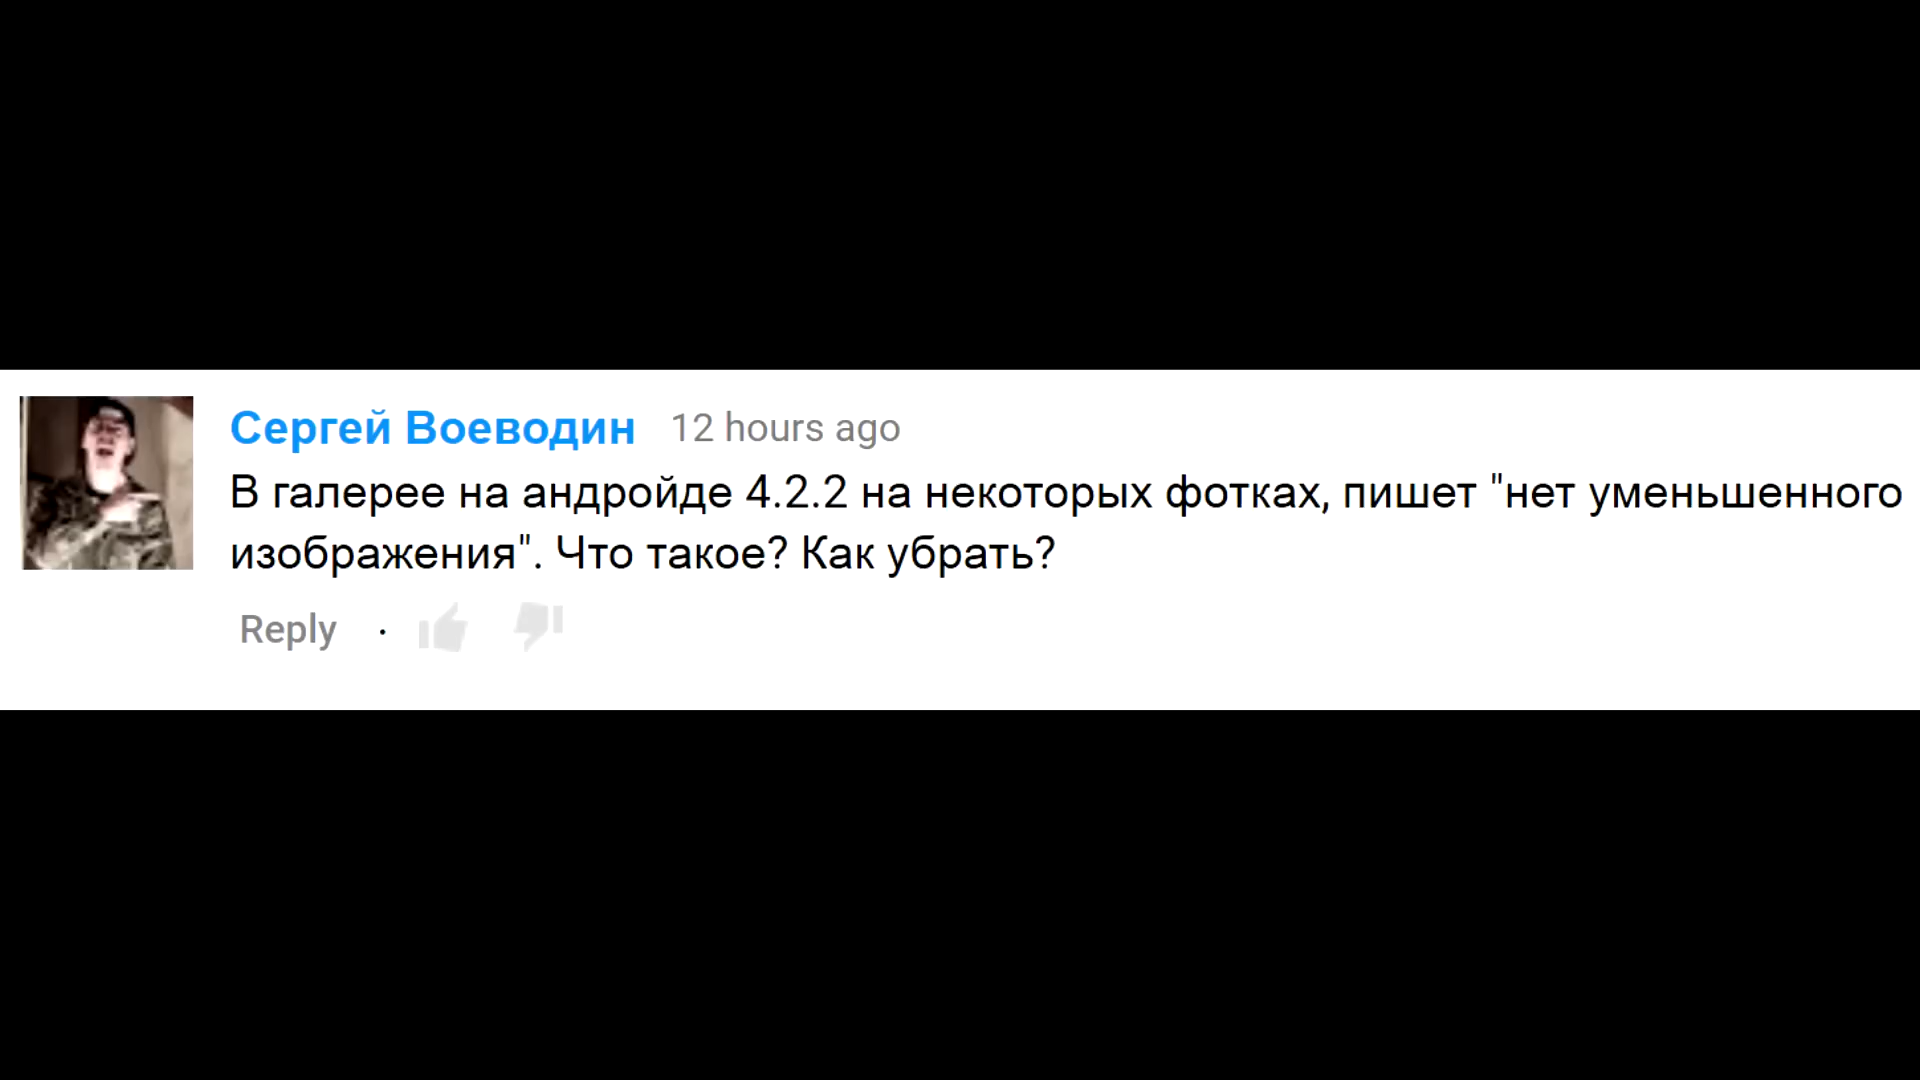 Сергей Воеводин 12 hours ago
В галерее на андройде 4.2.2 на некоторых фотках, пишет "нет уменьшенного
изображения". Что такое? Как убрать?
Reply ·